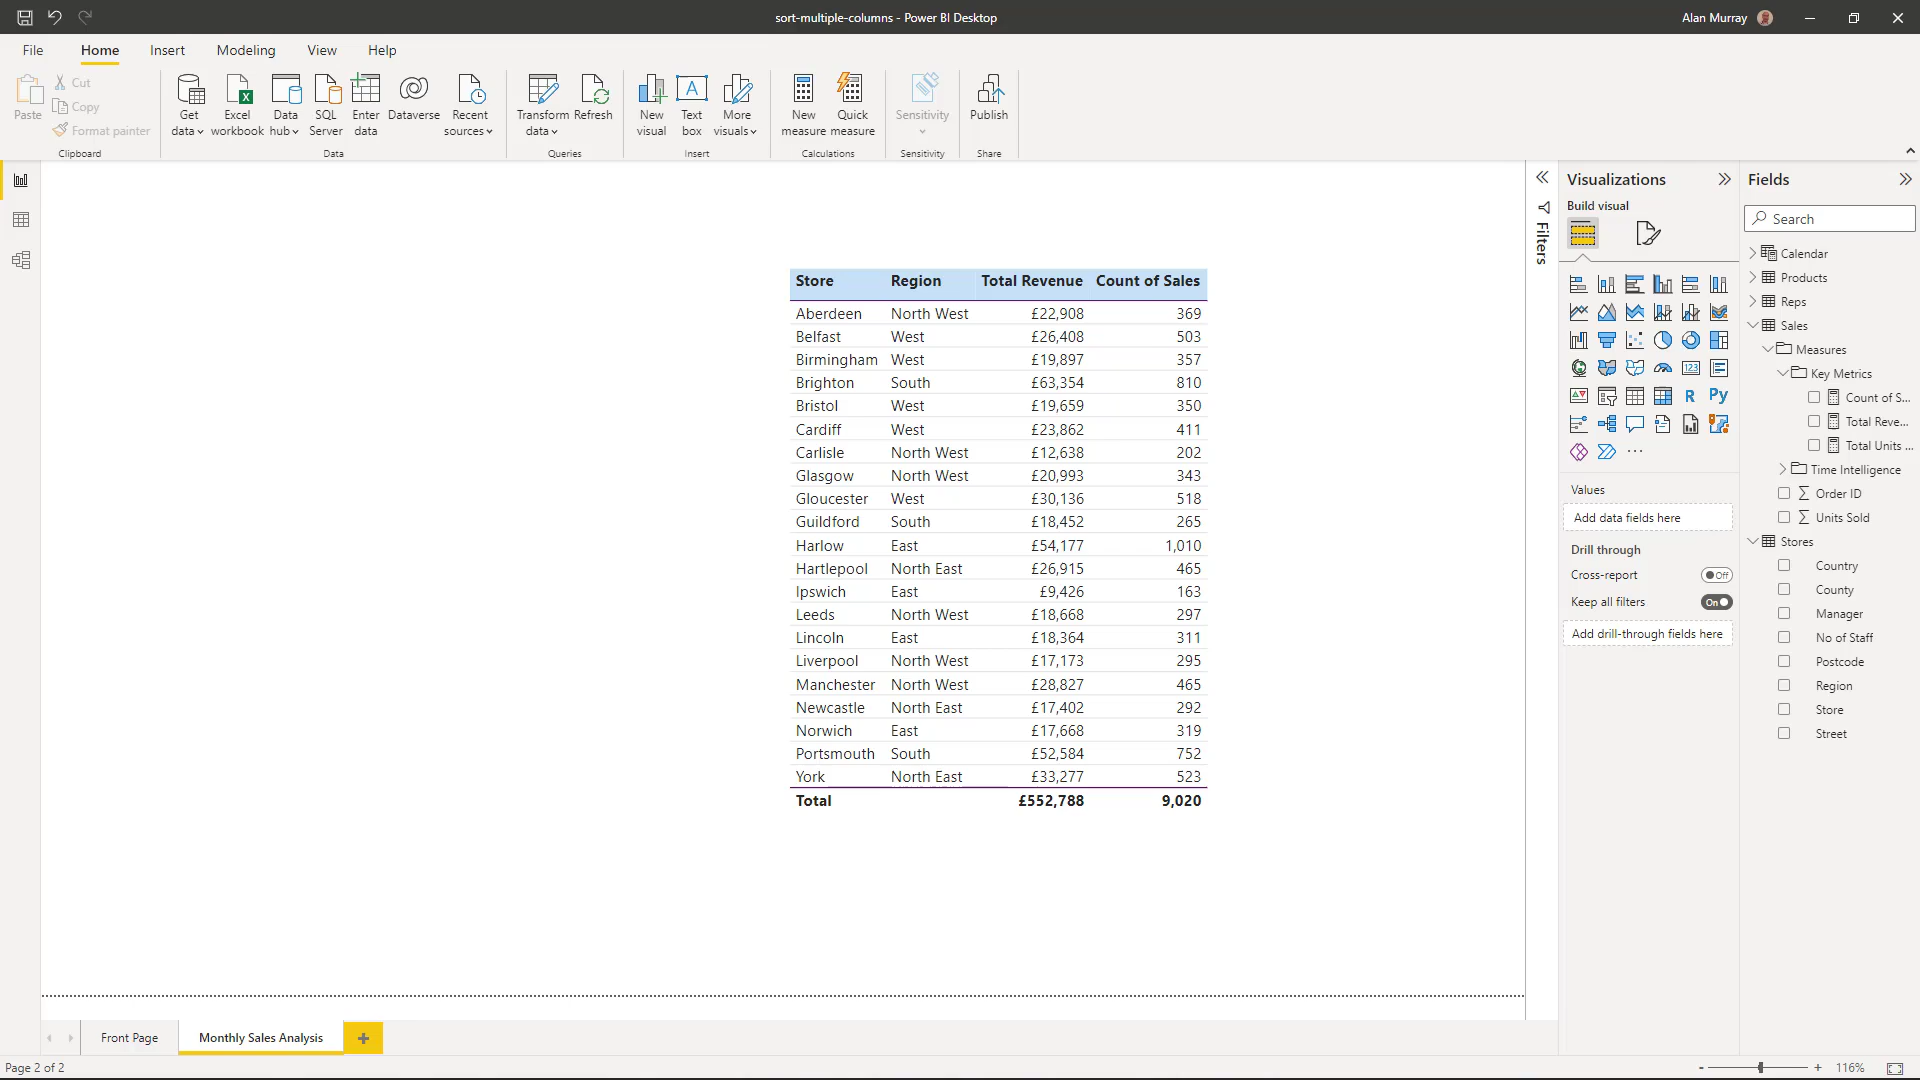 sort-multiple-columns - Power BI Desktop
Alan Murray
File Home Insert Modeling View Help
Paste
Cut
Copy
Format painter
Clipboard
Get data
Excel workbook
Data hub
SQL Server
Enter data
Dataverse
Recent sources
Data
Transform data
Refresh
Queries
New visual
Text box
More visuals
Insert
New measure
Quick measure
Calculations
Sensitivity
Sensitivity
Publish
Share
Store Region Total Revenue Count of Sales
Aberdeen North West £22,908 369
Belfast West £26,408 503
Birmingham West £19,897 357
Brighton South £63,354 810
Bristol West £19,659 350
Cardiff West £23,862 411
Carlisle North West £12,638 202
Glasgow North West £20,993 343
Gloucester West £30,136 518
Guildford South £18,452 265
Harlow East £54,177 1,010
Hartlepool North East £26,915 465
Ipswich East £9,426 163
Leeds North West £18,668 297
Lincoln East £18,364 311
Liverpool North West £17,173 295
Manchester North West £28,827 465
Newcastle North East £17,402 292
Norwich East £17,668 319
Portsmouth South £52,584 752
York North East £33,277 523
Total £552,788 9,020
Filters
Visualizations
Build visual
123
R
Py
Values
Add data fields here
Drill through
Cross-report Off
Keep all filters On
Add drill-through fields here
Fields
Search
Calendar
Products
Reps
Sales
Measures
Key Metrics
Count of S...
Total Reve...
Total Units ...
Time Intelligence
Order ID
Units Sold
Stores
Country
County
Manager
No of Staff
Postcode
Region
Store
Street
Front Page
Monthly Sales Analysis
Page 2 of 2
116%